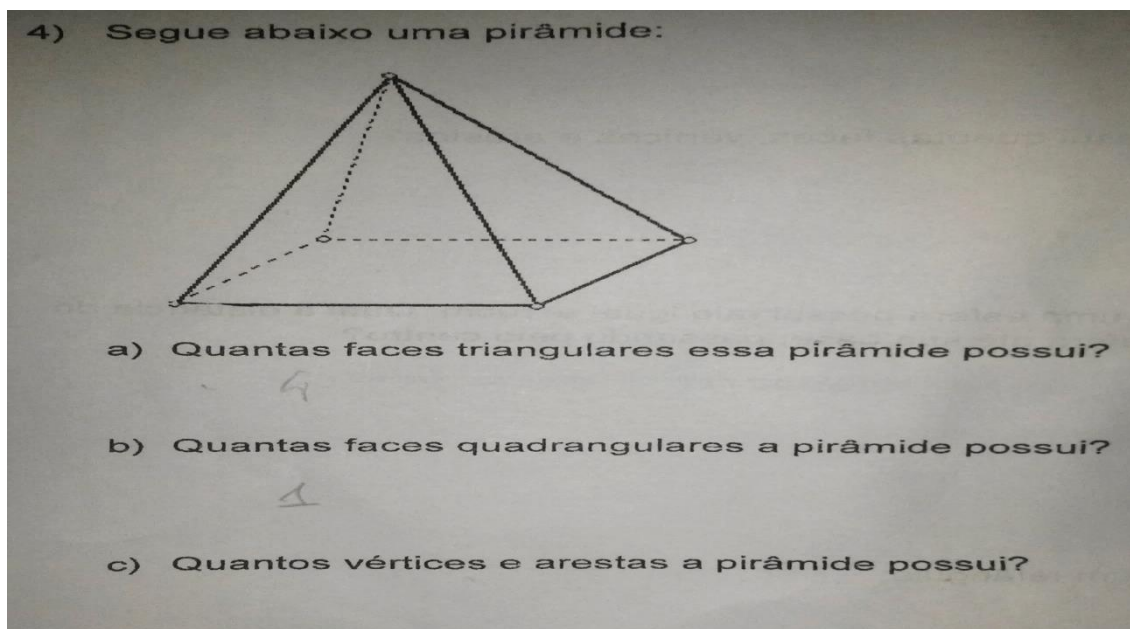 4) Segue abaixo uma pirâmide:
a) Quantas faces triangulares essa pirâmide possui?
4
b) Quantas faces quadrangulares a pirâmide possui?
1
c) Quantos vértices e arestas a pirâmide possui?